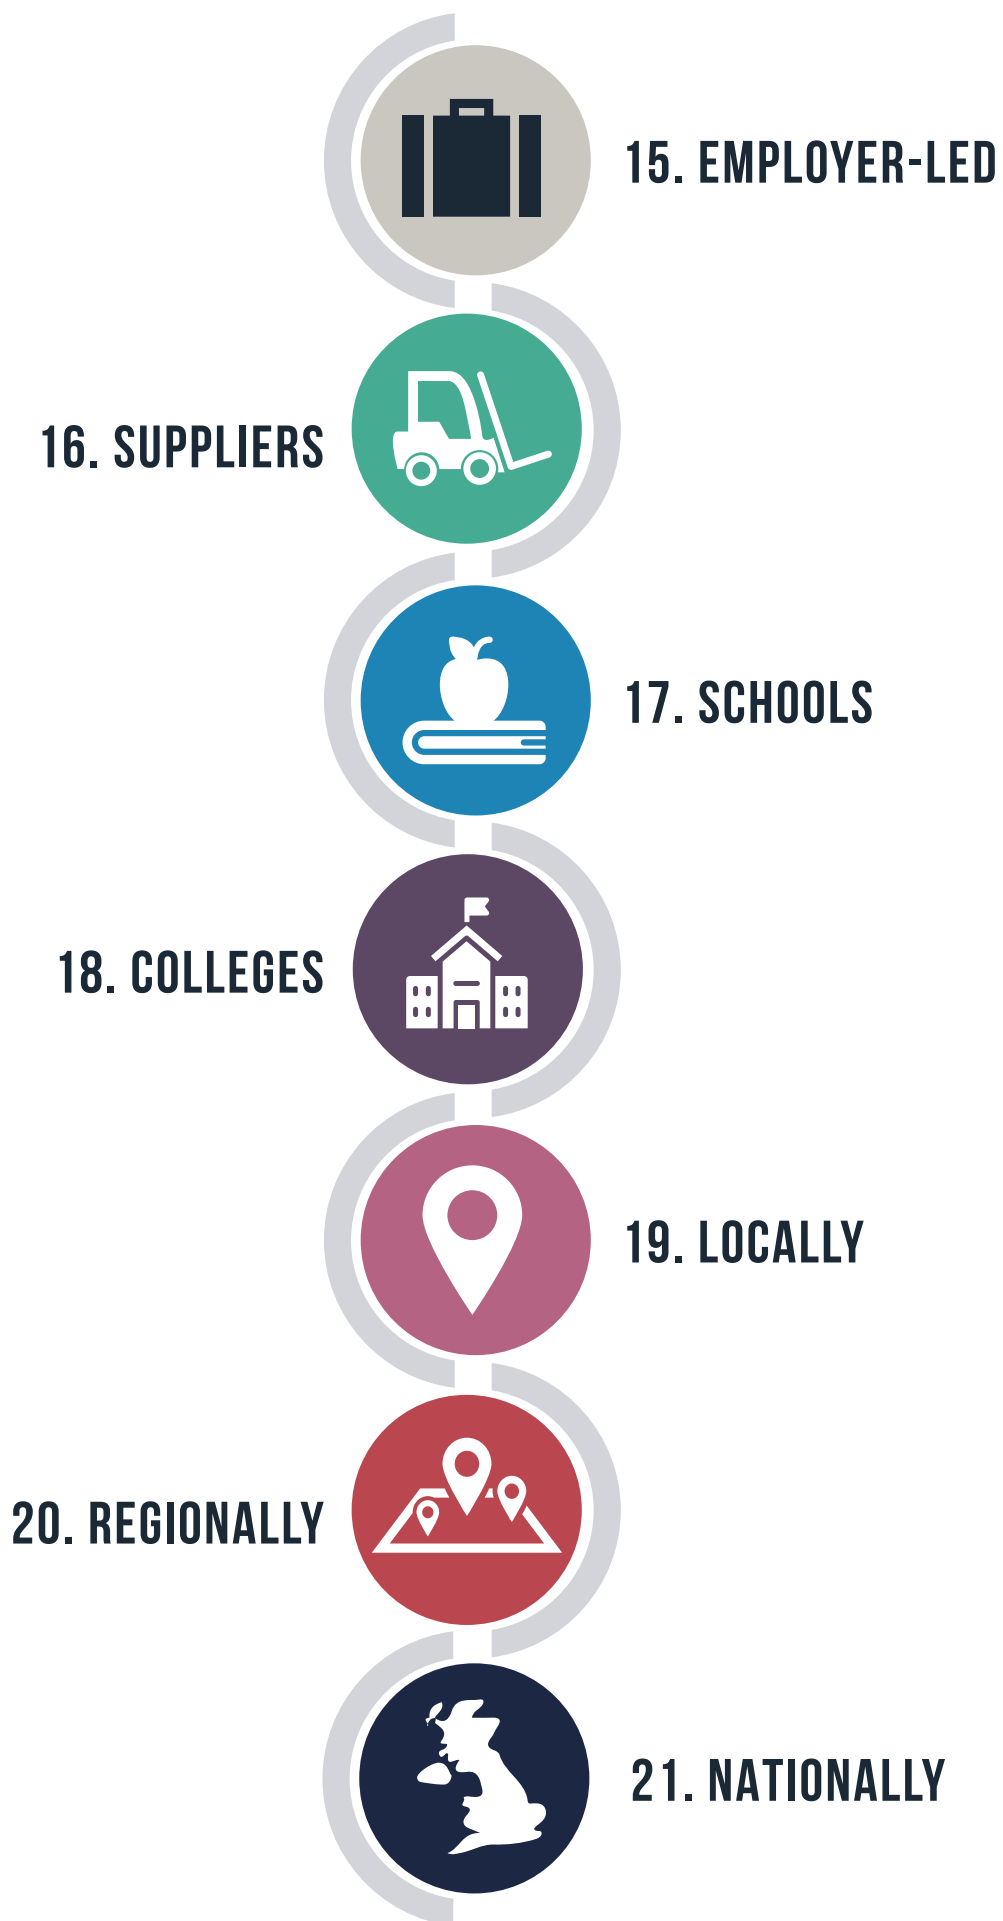 15. EMPLOYER-LED
16. SUPPLIERS
17. SCHOOLS
18. COLLEGES
19. LOCALLY
20. REGIONALLY
21. NATIONALLY